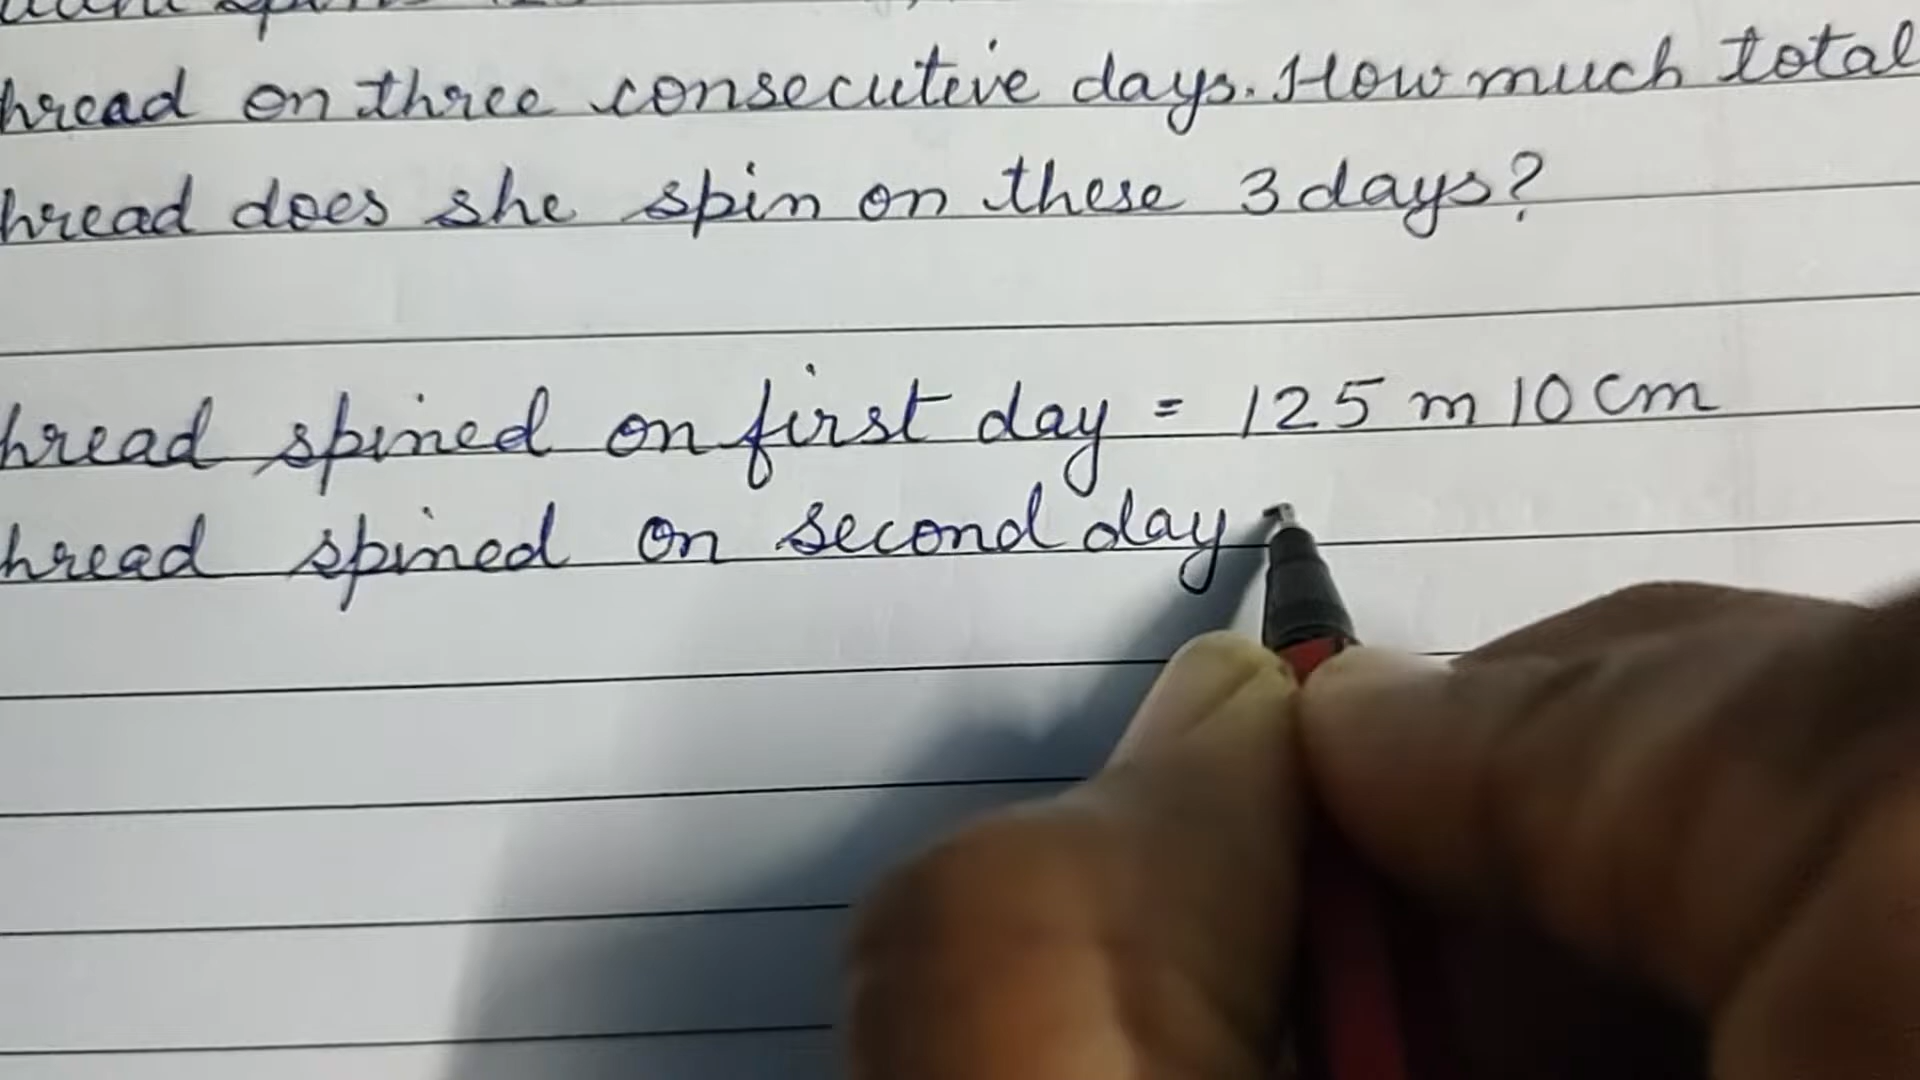 hread on three consecutive days. How much total
hread does she spin on these 3 days?
hread spined on first day = 125 m 10 cm
hread spined on second day